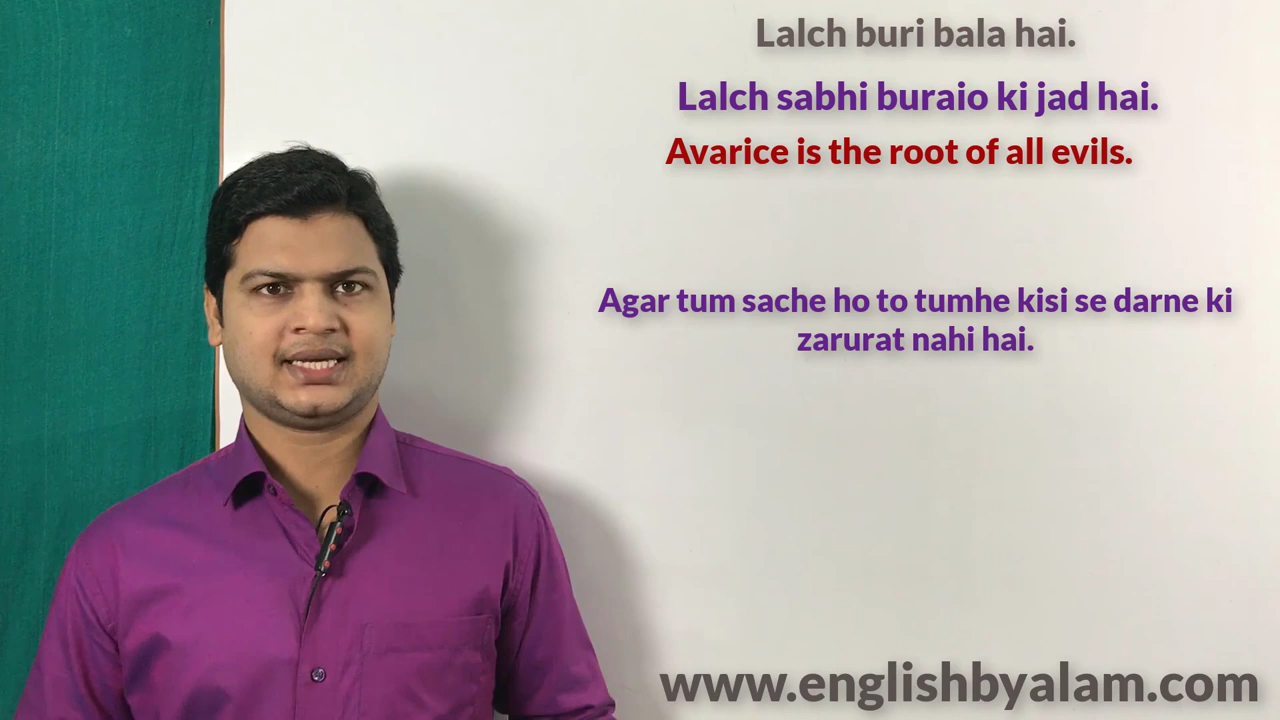 Lalch buri bala hai.
Lalch sabhi buraio ki jad hai.
Avarice is the root of all evils.
Agar tum sache ho to tumhe kisi se darne ki
zarurat nahi hai.
www.englishbyalam.com